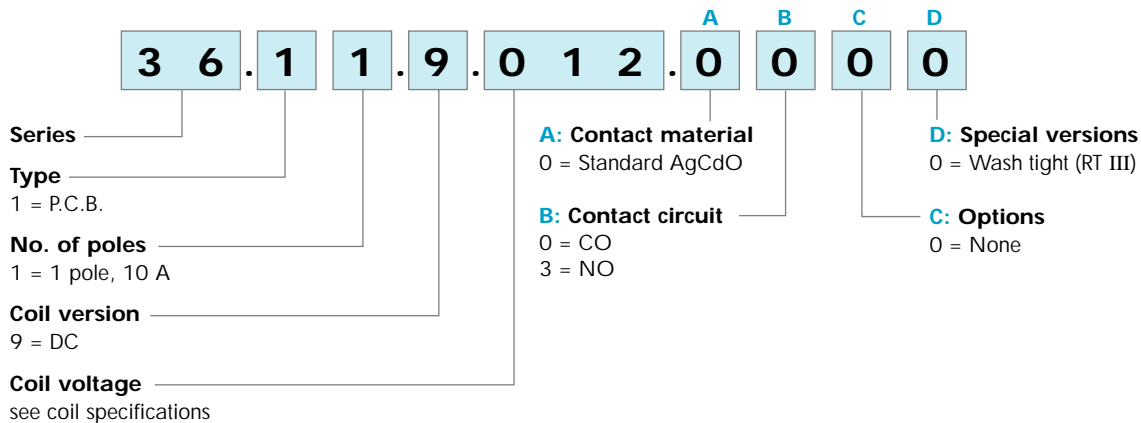 A B C D
3 6 . 1 1 . 9 . 0 1 2 . 0 0 0 0
Series
Type
1 = P.C.B.
No. of poles
1 = 1 pole, 10 A
Coil version
9 = DC
Coil voltage
see coil specifications
A: Contact material
0 = Standard AgCdO
B: Contact circuit
0 = CO
3 = NO
D: Special versions
0 = Wash tight (RT III)
C: Options
0 = None